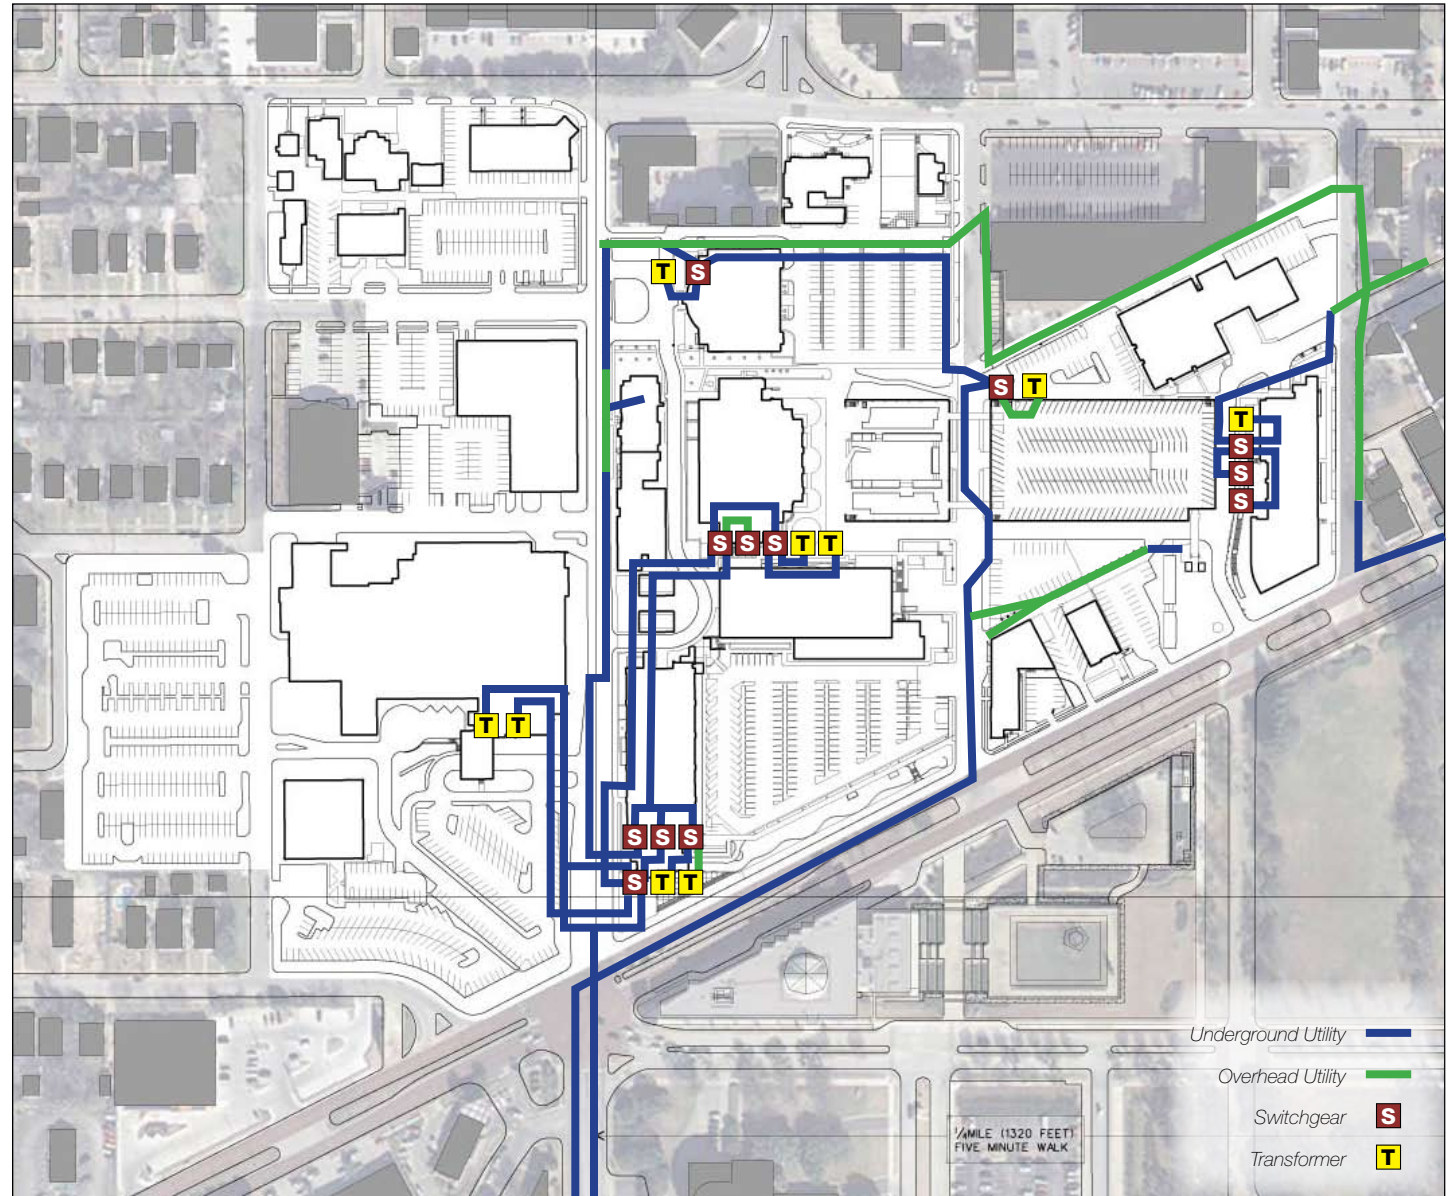 T S
S T
T
S
S
S
S S S T T
T T
S S S
S T T
Underground Utility
Overhead Utility
Switchgear S
Transformer T
1/4MILE (1320 FEET)
FIVE MINUTE WALK